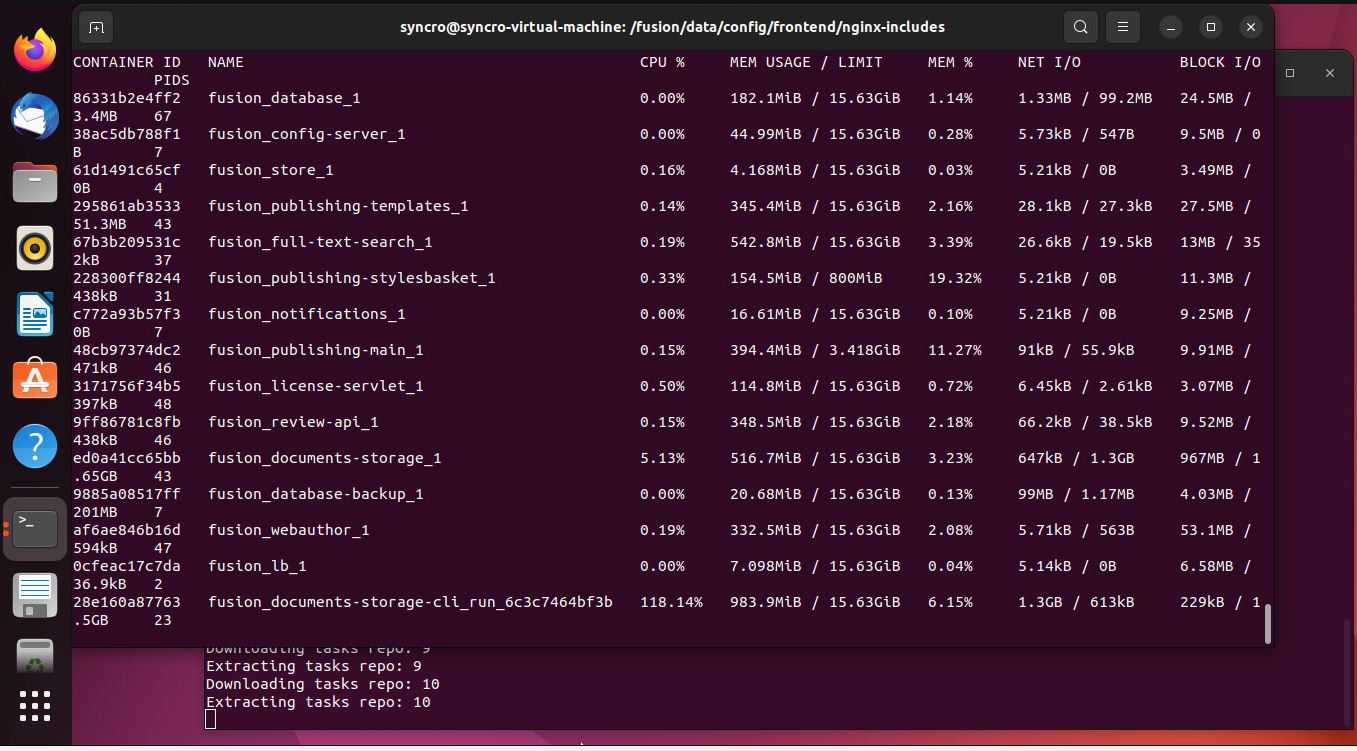 syncro@syncro-virtual-machine: /fusion/data/config/frontend/nginx-includes
CONTAINER ID   NAME                                            CPU %     MEM USAGE / LIMIT     MEM %     NET I/O           BLOCK I/O
         PIDS
86331b2e4ff2   fusion_database_1                               0.00%     182.1MiB / 15.63GiB   1.14%     1.33MB / 99.2MB   24.5MB /
3.4MB    67
38ac5db788f1   fusion_config-server_1                          0.00%     44.99MiB / 15.63GiB   0.28%     5.73kB / 547B     9.5MB / 0
B        7
61d1491c65cf   fusion_store_1                                  0.16%     4.168MiB / 15.63GiB   0.03%     5.21kB / 0B       3.49MB /
0B       4
295861ab3533   fusion_publishing-templates_1                   0.14%     345.4MiB / 15.63GiB   2.16%     28.1kB / 27.3kB   27.5MB /
51.3MB   43
67b3b209531c   fusion_full-text-search_1                       0.19%     542.8MiB / 15.63GiB   3.39%     26.6kB / 19.5kB   13MB / 35
2kB      37
228300ff8244   fusion_publishing-stylesbasket_1                0.33%     154.5MiB / 800MiB     19.32%    5.21kB / 0B       11.3MB /
438kB    31
c772a93b57f3   fusion_notifications_1                          0.00%     16.61MiB / 15.63GiB   0.10%     5.21kB / 0B       9.25MB /
0B       7
48cb97374dc2   fusion_publishing-main_1                        0.15%     394.4MiB / 3.418GiB   11.27%    91kB / 55.9kB     9.91MB /
471kB    46
3171756f34b5   fusion_license-servlet_1                        0.50%     114.8MiB / 15.63GiB   0.72%     6.45kB / 2.61kB   3.07MB /
397kB    48
9ff86781c8fb   fusion_review-api_1                             0.15%     348.5MiB / 15.63GiB   2.18%     66.2kB / 38.5kB   9.52MB /
438kB    46
ed0a41cc65bb   fusion_documents-storage_1                      5.13%     516.7MiB / 15.63GiB   3.23%     647kB / 1.3GB     967MB / 1
.65GB    43
9885a08517ff   fusion_database-backup_1                        0.00%     20.68MiB / 15.63GiB   0.13%     99MB / 1.17MB     4.03MB /
201MB    7
af6ae846b16d   fusion_webauthor_1                              0.19%     332.5MiB / 15.63GiB   2.08%     5.71kB / 563B     53.1MB /
594kB    47
0cfeac17c7da   fusion_lb_1                                     0.00%     7.098MiB / 15.63GiB   0.04%     5.14kB / 0B       6.58MB /
36.9kB   2
28e160a87763   fusion_documents-storage-cli_run_6c3c7464bf3b   118.14%   983.9MiB / 15.63GiB   6.15%     1.3GB / 613kB     229kB / 1
.5GB     23
Downloading tasks repo: 9
Extracting tasks repo: 9
Downloading tasks repo: 10
Extracting tasks repo: 10